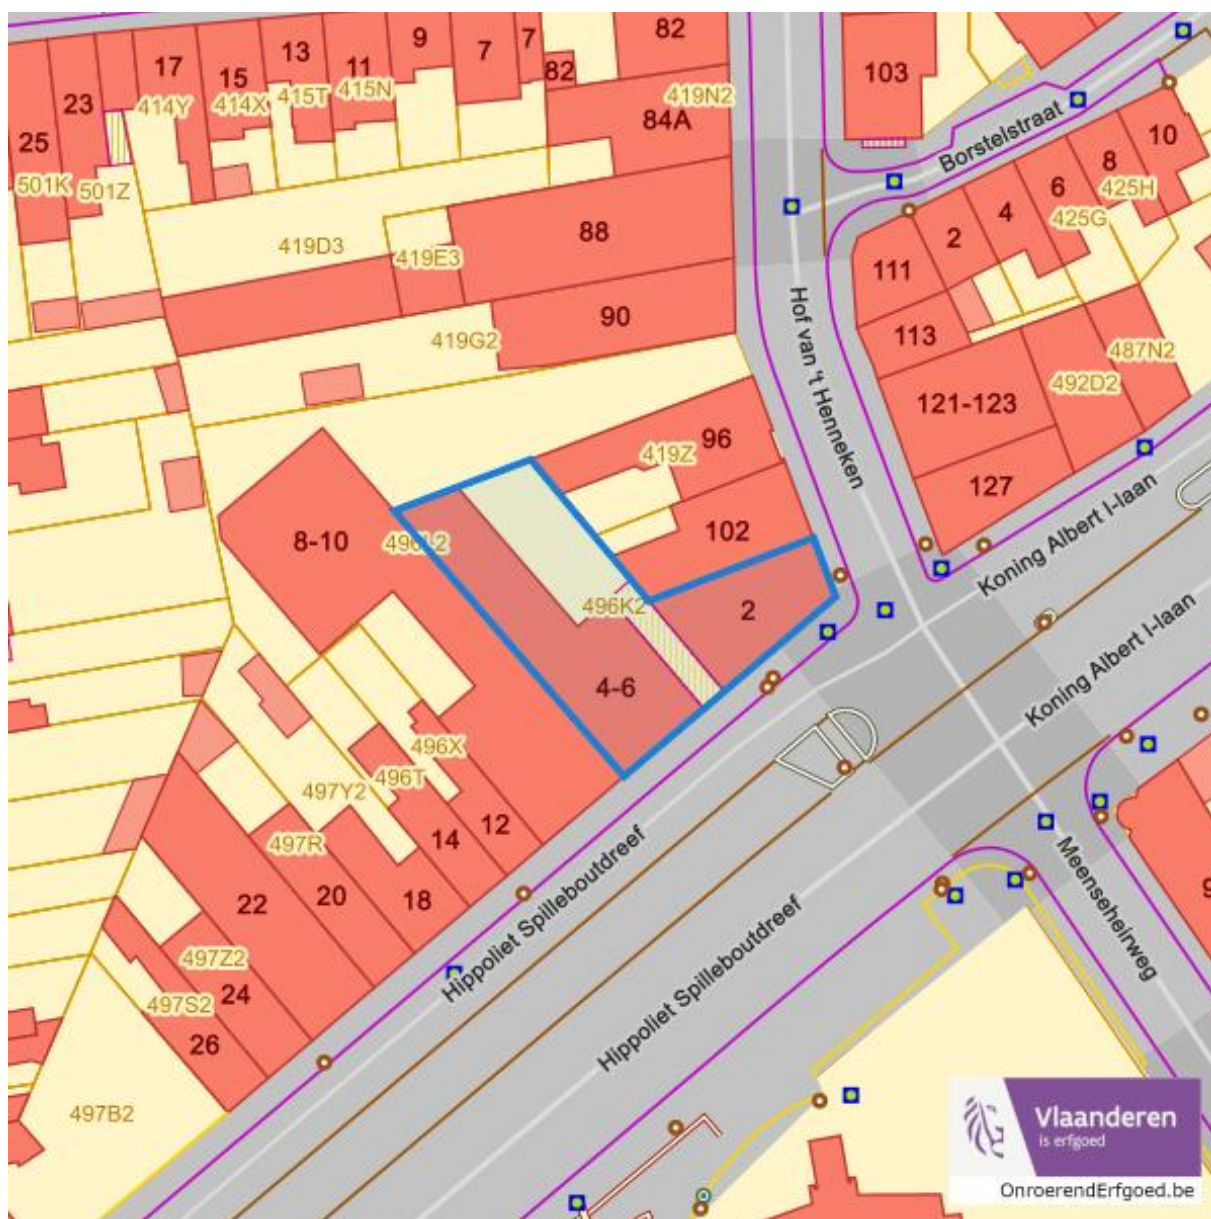 9
7
7
82
13
17
11
15
82
103
23
414Y
414X
415T
415N
419N2
84A
25
10
Borstelstraat
8
501K
501Z
6
425H
4
425G
88
2
419D3
419E3
111
Hof van 't Henneken
90
113
419G2
487N2
492D2
121-123
96
419Z
127
Koning Albert I-laan
102
8-10
496L2
496K2
2
Koning Albert I-laan
4-6
496X
496T
497Y2
12
14
497R
Hippoliet Spilleboutdreef
Meenseheirweg
20
18
22
9
Hippoliet Spilleboutdreef
497Z2
24
497S2
26
497B2
Vlaanderen
is erfgoed
OnroerendErfgoed.be